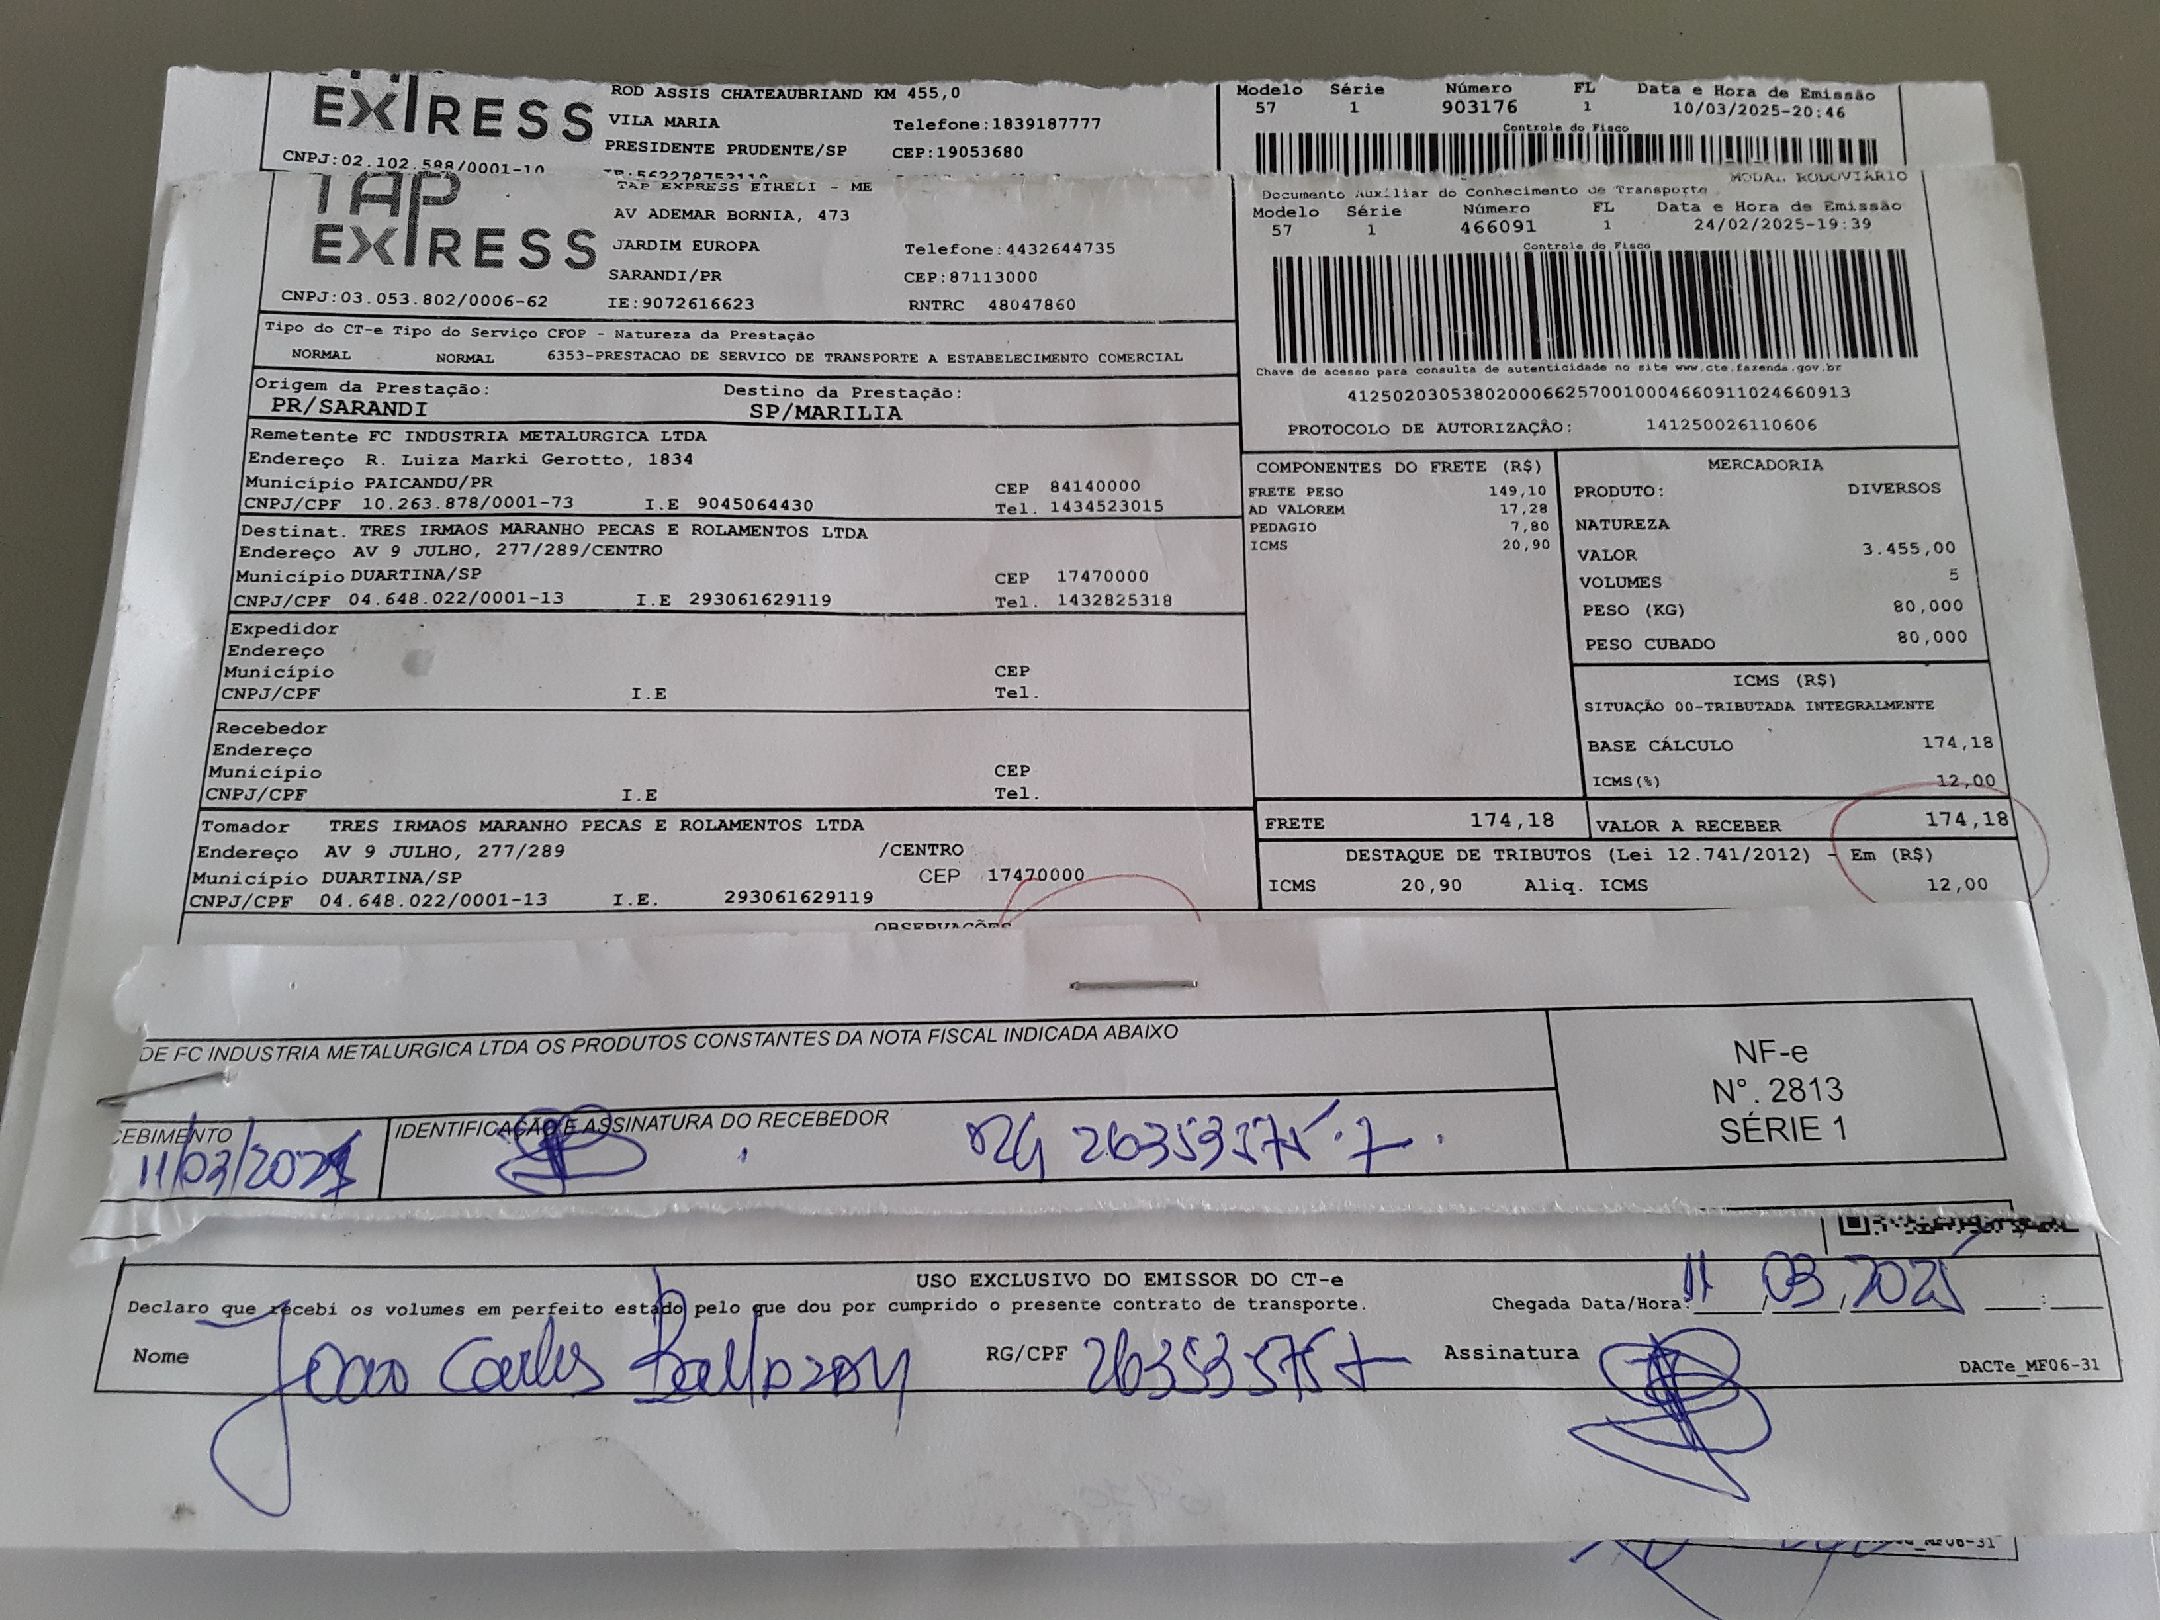 EXPRESS
ROD ASSIS CHATEAUBRIAND KM 455,0
VILA MARIA Telefone:1839187777
PRESIDENTE PRUDENTE/SP CEP:19053680
CNPJ:02.102.588/0001-10
Modelo Série Número FL Data e Hora de Emissão
57 1 903176 1 10/03/2025-20:46
Controle do Fisco
TAP EXPRESS
TAP EXPRESS EIRELI - ME
AV ADEMAR BORNIA, 473
JARDIM EUROPA Telefone:4432644735
SARANDI/PR CEP:87113000
CNPJ:03.053.802/0006-62 IE:9072616623 RNTRC 48047860
MODAL RODOVIÁRIO
Documento Auxiliar do Conhecimento de Transporte
Modelo Série Número FL Data e Hora de Emissão
57 1 466091 1 24/02/2025-19:39
Controle do Fisco
Chave de acesso para consulta de autenticidade no site www.cte.fazenda.gov.br
41250203053802000662570010004660911024660913
PROTOCOLO DE AUTORIZAÇÃO: 141250026110606
Tipo do CT-e Tipo do Serviço CFOP - Natureza da Prestação
NORMAL NORMAL 6353-PRESTACAO DE SERVICO DE TRANSPORTE A ESTABELECIMENTO COMERCIAL
Origem da Prestação: Destino da Prestação:
PR/SARANDI SP/MARILIA
Remetente FC INDUSTRIA METALURGICA LTDA
Endereço R. Luiza Marki Gerotto, 1834
Município PAICANDU/PR CEP 84140000
CNPJ/CPF 10.263.878/0001-73 I.E 9045064430 Tel. 1434523015
Destinat. TRES IRMAOS MARANHO PECAS E ROLAMENTOS LTDA
Endereço AV 9 JULHO, 277/289/CENTRO
Município DUARTINA/SP CEP 17470000
CNPJ/CPF 04.648.022/0001-13 I.E 293061629119 Tel. 1432825318
Expedidor
Endereço
Município CEP
CNPJ/CPF I.E Tel.
Recebedor
Endereço
Município CEP
CNPJ/CPF I.E Tel.
Tomador TRES IRMAOS MARANHO PECAS E ROLAMENTOS LTDA
Endereço AV 9 JULHO, 277/289 /CENTRO
Município DUARTINA/SP CEP 17470000
CNPJ/CPF 04.648.022/0001-13 I.E. 293061629119
OBSERVAÇÕES
COMPONENTES DO FRETE (R$)
FRETE PESO 149,10
AD VALOREM 17,28
PEDAGIO 7,80
ICMS 20,90
MERCADORIA
PRODUTO: DIVERSOS
NATUREZA
VALOR 3.455,00
VOLUMES 5
PESO (KG) 80,000
PESO CUBADO 80,000
ICMS (R$)
SITUAÇÃO 00-TRIBUTADA INTEGRALMENTE
BASE CÁLCULO 174,18
ICMS(%) 12,00
FRETE 174,18 VALOR A RECEBER 174,18
DESTAQUE DE TRIBUTOS (Lei 12.741/2012) - Em (R$)
ICMS 20,90 Aliq. ICMS 12,00
DE FC INDUSTRIA METALURGICA LTDA OS PRODUTOS CONSTANTES DA NOTA FISCAL INDICADA ABAIXO
CEBIMENTO IDENTIFICAÇÃO E ASSINATURA DO RECEBEDOR
11/03/2025 RG 26353575.7
NF-e
N°. 2813
SÉRIE 1
USO EXCLUSIVO DO EMISSOR DO CT-e
Declaro que recebi os volumes em perfeito estado pelo que dou por cumprido o presente contrato de transporte. Chegada Data/Hora: 11/03/2025 :
Nome Joao Carlos RG/CPF 263535757 Assinatura
DACTe_MF06-31
MF06-31